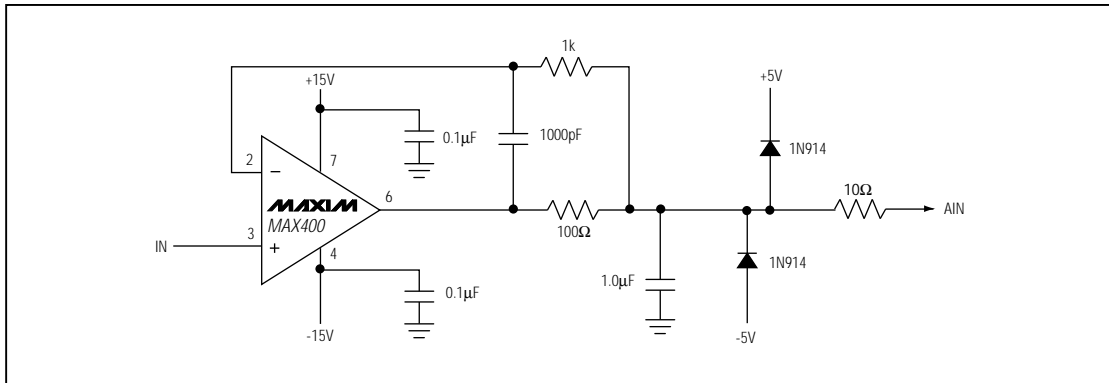 1k
+15V
+5V
0.1µF
1000pF
1N914
2
7
−
6
MAXIM
MAX400
10Ω
AIN
100Ω
IN
3
+
4
1N914
1.0µF
0.1µF
-15V
-5V